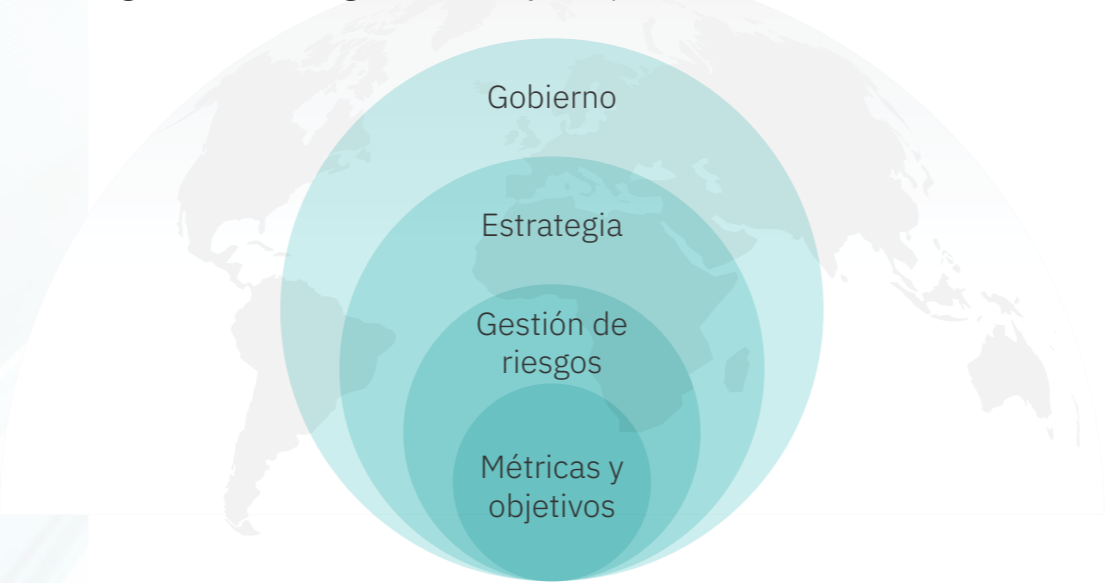 Gobierno
Estrategia
Gestión de
riesgos
Métricas y
objetivos